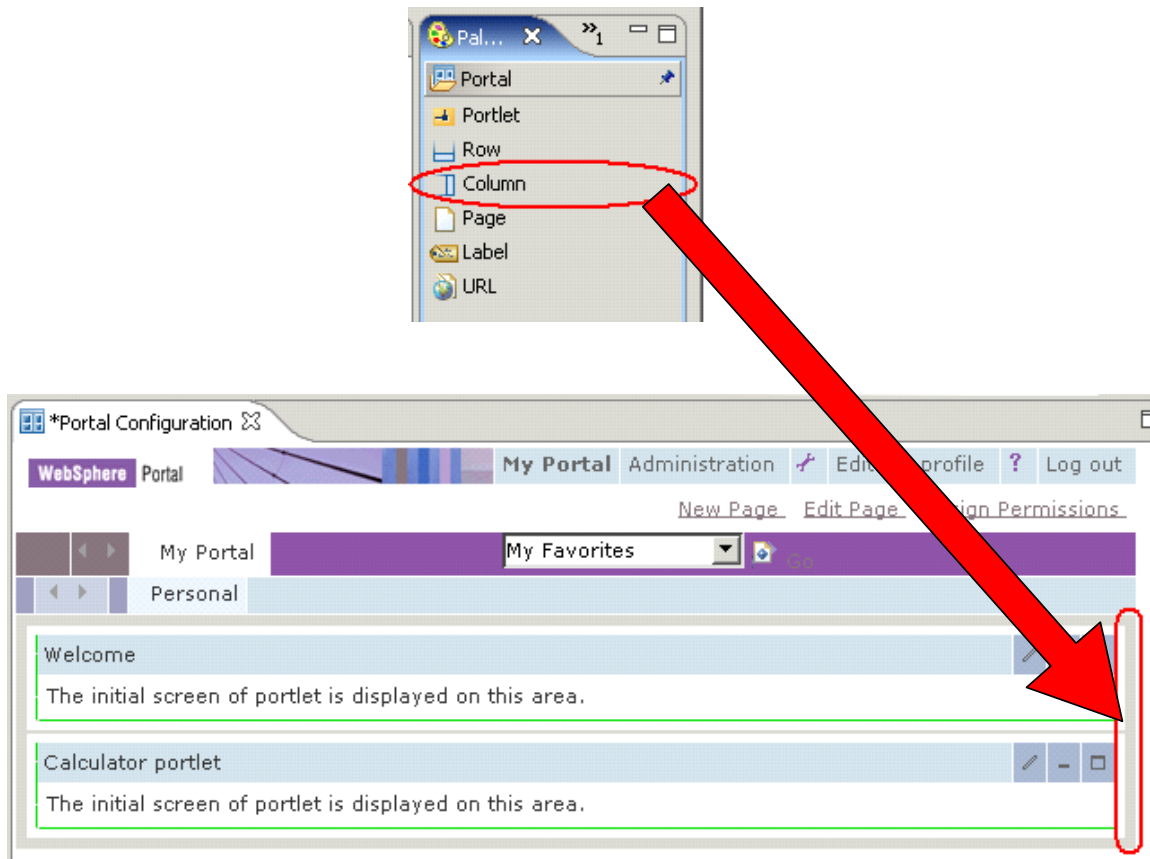 Pal... »1
Portal
Portlet
Row
Column
Page
Label
URL
*Portal Configuration
WebSphere Portal My Portal Administration Edit profile ? Log out
New Page Edit Page Permissions
My Portal My Favorites Go
Personal
Welcome
The initial screen of portlet is displayed on this area.
Calculator portlet
The initial screen of portlet is displayed on this area.